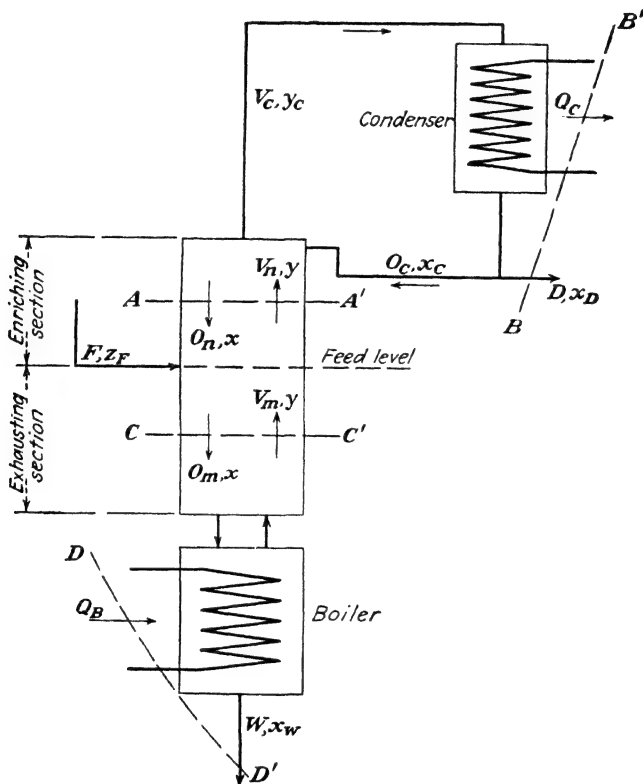 B'
V_C, y_C
Condenser
Q_C
Enriching section
V_n, y
O_C, x_C
D, x_D
B
A
A'
O_n, x
F, z_F
Feed level
Exhausting section
V_m, y
C
C'
O_m, x
D
Q_B
Boiler
W, x_W
D'